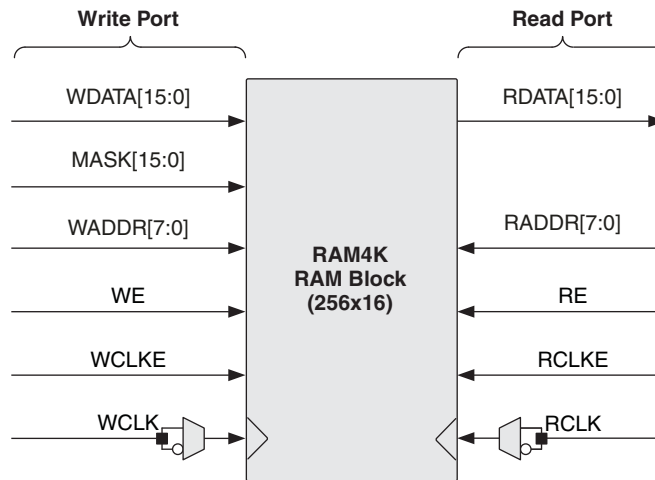 Write Port
Read Port
WDATA[15:0]
RDATA[15:0]
MASK[15:0]
WADDR[7:0]
RADDR[7:0]
RAM4K
RAM Block
(256x16)
WE
RE
WCLKE
RCLKE
WCLK
RCLK